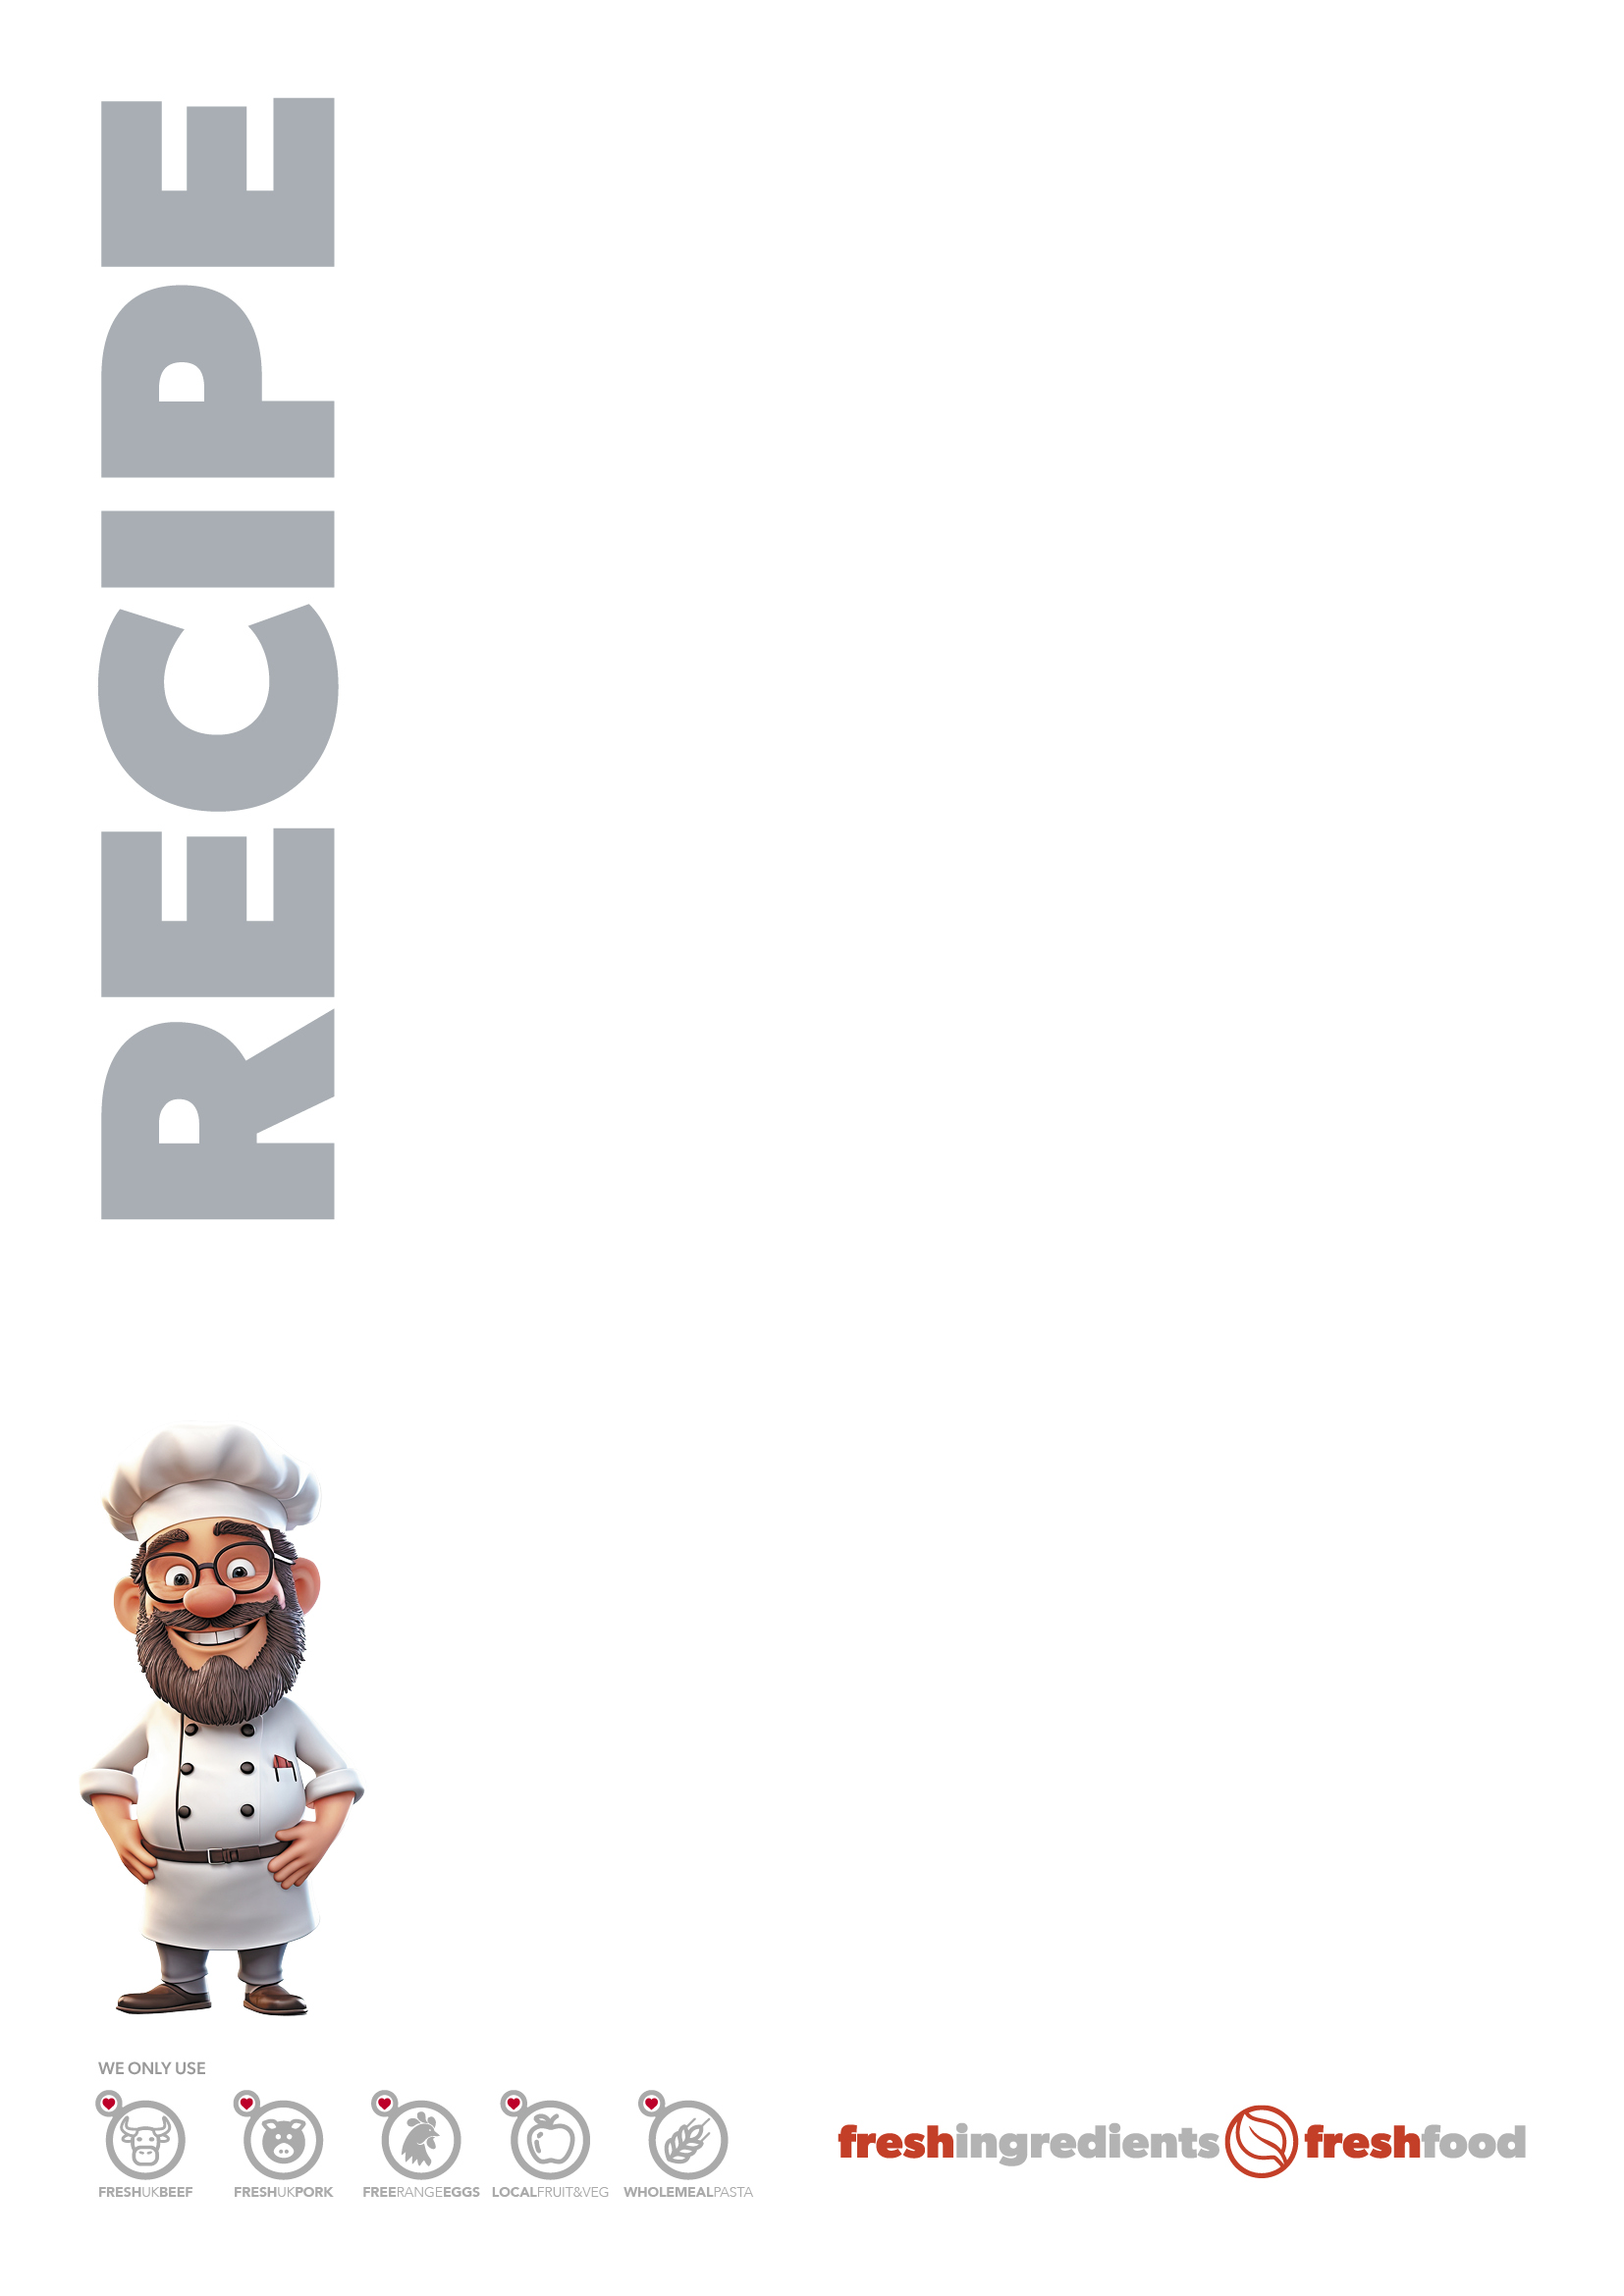 RECIPE
WE ONLY USE
FRESHUKBEEF
FRESHUKPORK
FREERANGEEGGS
LOCALFRUIT&VEG
WHOLEMEALPASTA
freshingredients freshfood